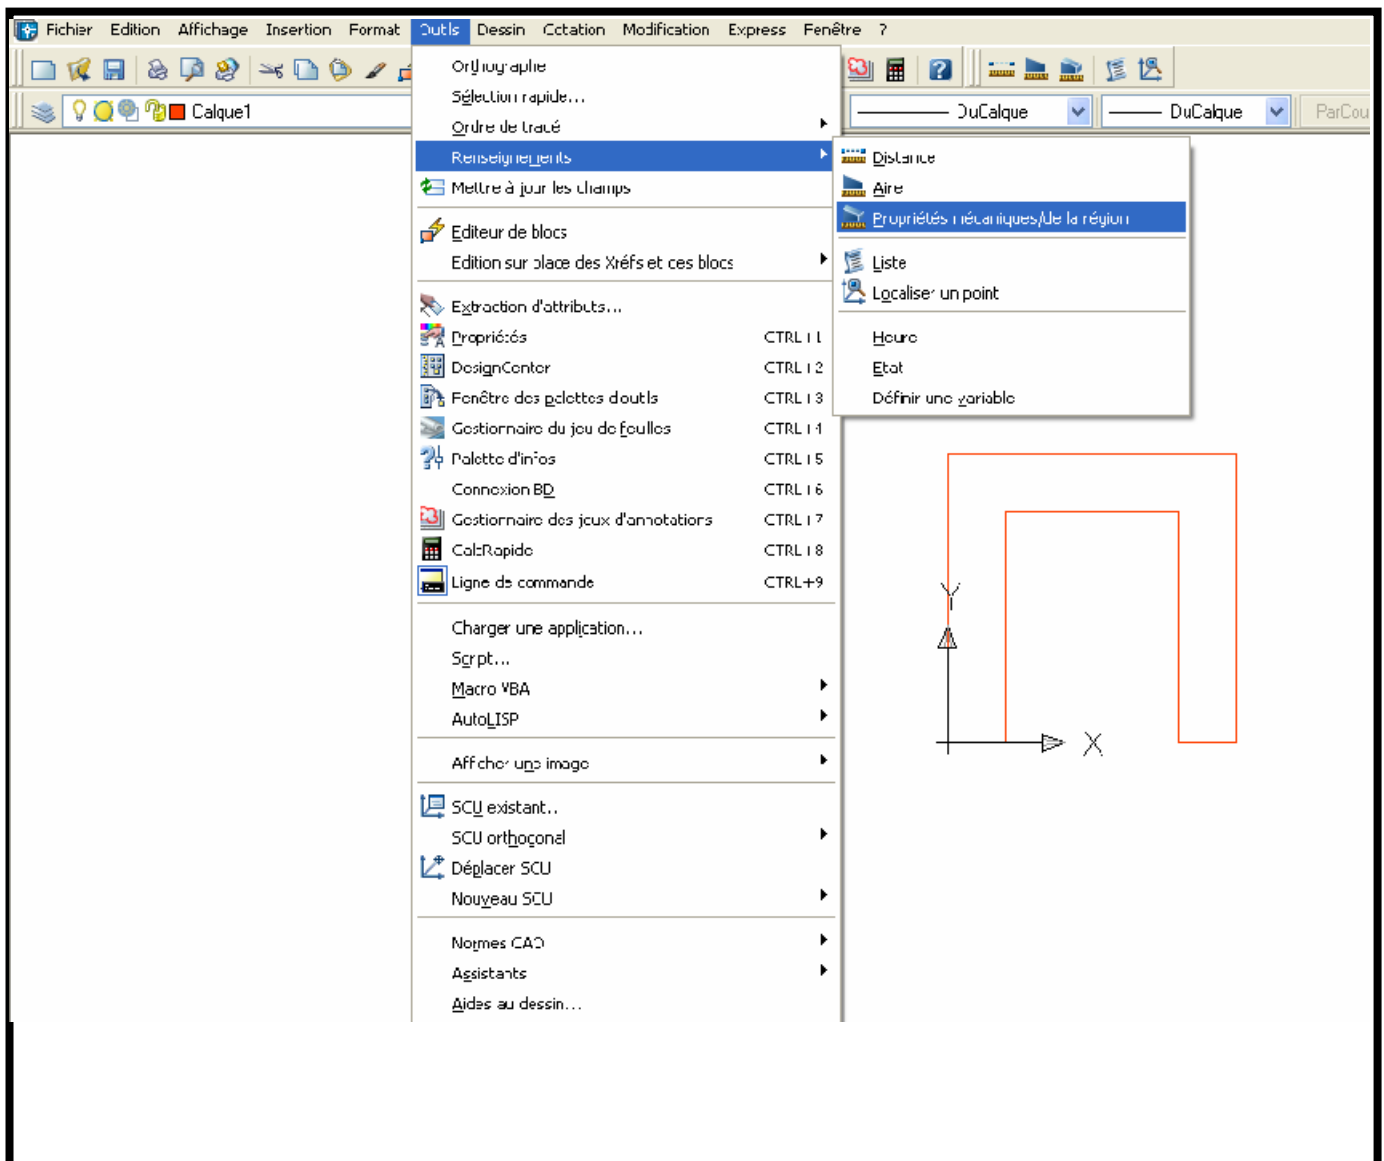 Fichier Edition Affichage Insertion Format Outils Dessin Cotation Modification Express Fenêtre ?
Calque1
DuCalque
DuCalque
ParCou
Orthographe
Sélection rapide...
Ordre de tracé
Renseignements
Mettre à jour les champs
Editeur de blocs
Edition sur place des Xréfs et des blocs
Extraction d'attributs...
Propriétés CTRL+1
DesignCenter CTRL+2
Fenêtre des palettes d'outils CTRL+3
Gestionnaire du jeu de feuilles CTRL+4
Palette d'infos CTRL+5
Connexion BD CTRL+6
Gestionnaire des jeux d'annotations CTRL+7
CalcRapide CTRL+8
Ligne de commande CTRL+9
Charger une application...
Script...
Macro VBA
AutoLISP
Afficher une image
SCU existant...
SCU orthogonal
Déplacer SCU
Nouveau SCU
Normes CAO
Assistants
Aides au dessin...
Distance
Aire
Propriétés mécaniques/de la région
Liste
Localiser un point
Heure
Etat
Définir une variable
Y
X